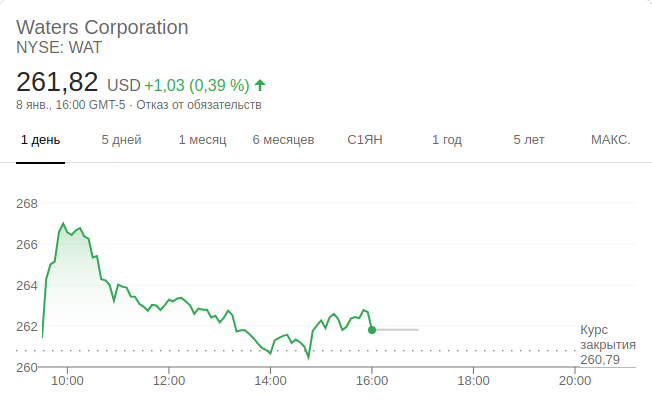 Waters Corporation
NYSE: WAT
261,82 USD +1,03 (0,39 %)
8 янв., 16:00 GMT-5 · Отказ от обязательств
1 день 5 дней 1 месяц 6 месяцев С1ЯН 1 год 5 лет МАКС.
268
266
264
262
Курс
закрытия
260,79
260
10:00 12:00 14:00 16:00 18:00 20:00